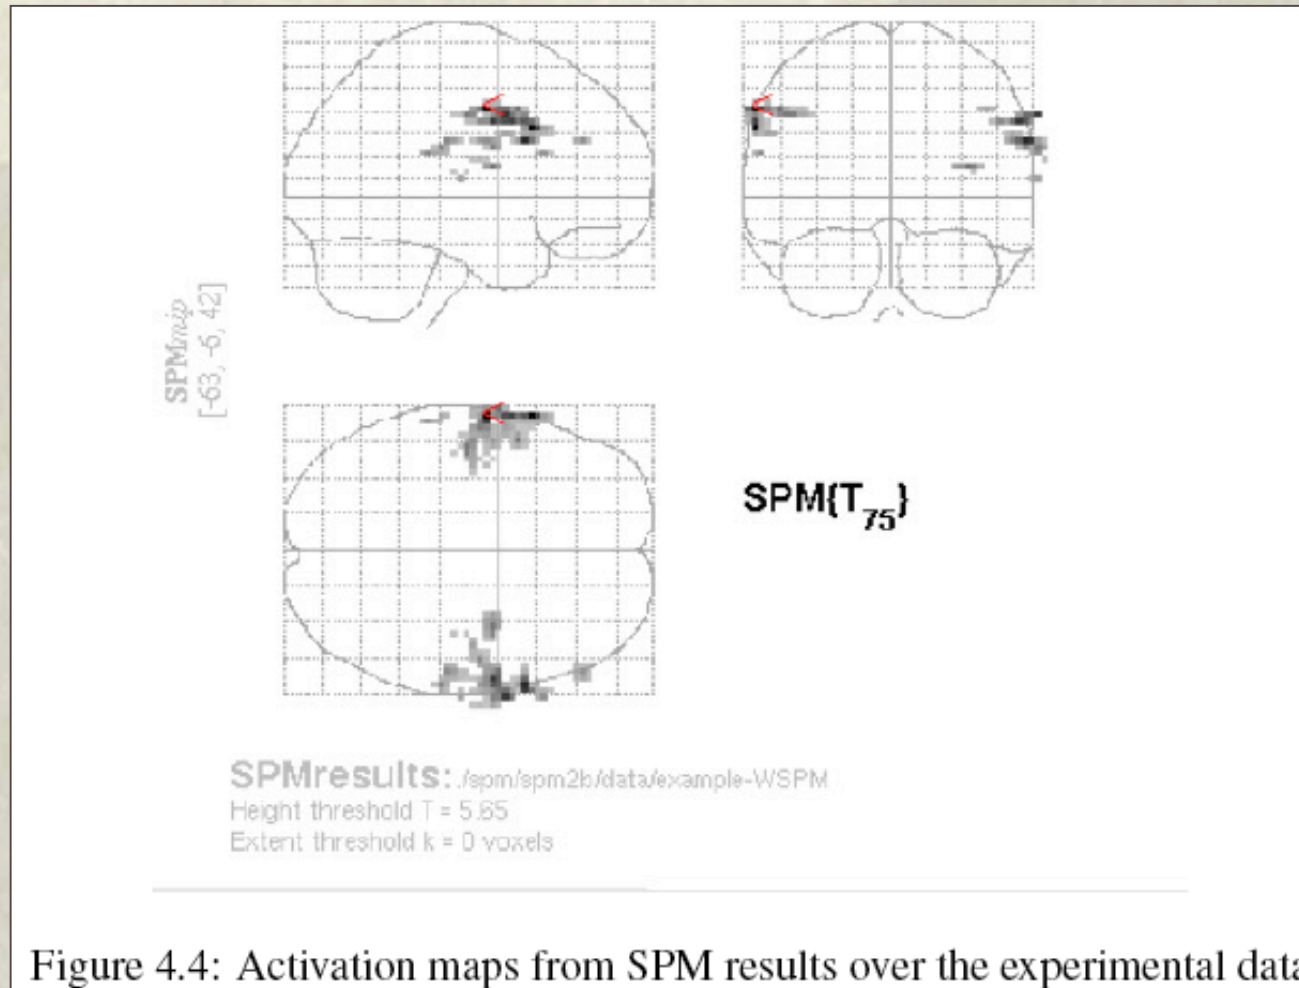 SPMmip
[-63, -6, 42]
SPM{T75}
SPMresults: ./spm/spm2b/data/example-WSPM
Height threshold T = 5.65
Extent threshold k = 0 voxels
Figure 4.4: Activation maps from SPM results over the experimental data